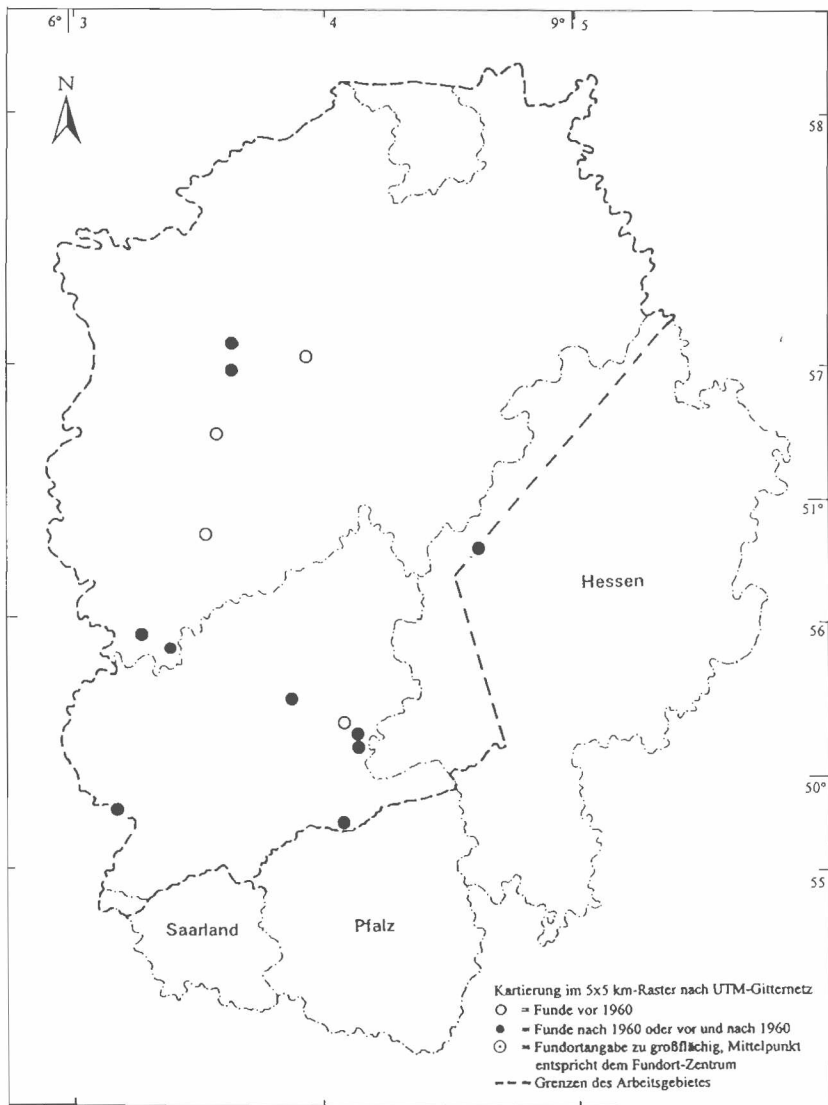 6° 3 4 9° 5
N
58
57
51°
Hessen
56
50°
55
Saarland
Pfalz
Kartierung im 5x5 km-Raster nach UTM-Gitternetz
○ = Funde vor 1960
● = Funde nach 1960 oder vor und nach 1960
⊙ = Fundortangabe zu großflächig, Mittelpunkt
entspricht dem Fundort-Zentrum
--- Grenzen des Arbeitsgebietes